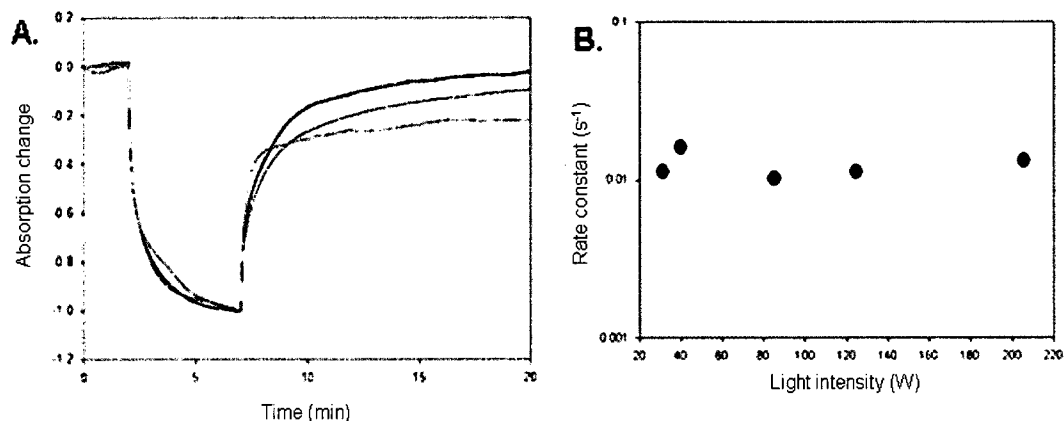 A.
0.2
0.0
-0.2
-0.4
-0.6
-0.8
-1.0
-1.2
Absorption change
0
5
10
15
20
Time (min)
B.
0.1
0.01
0.001
Rate constant (s⁻¹)
20 40 60 80 100 120 140 160 180 200 220
Light intensity (W)